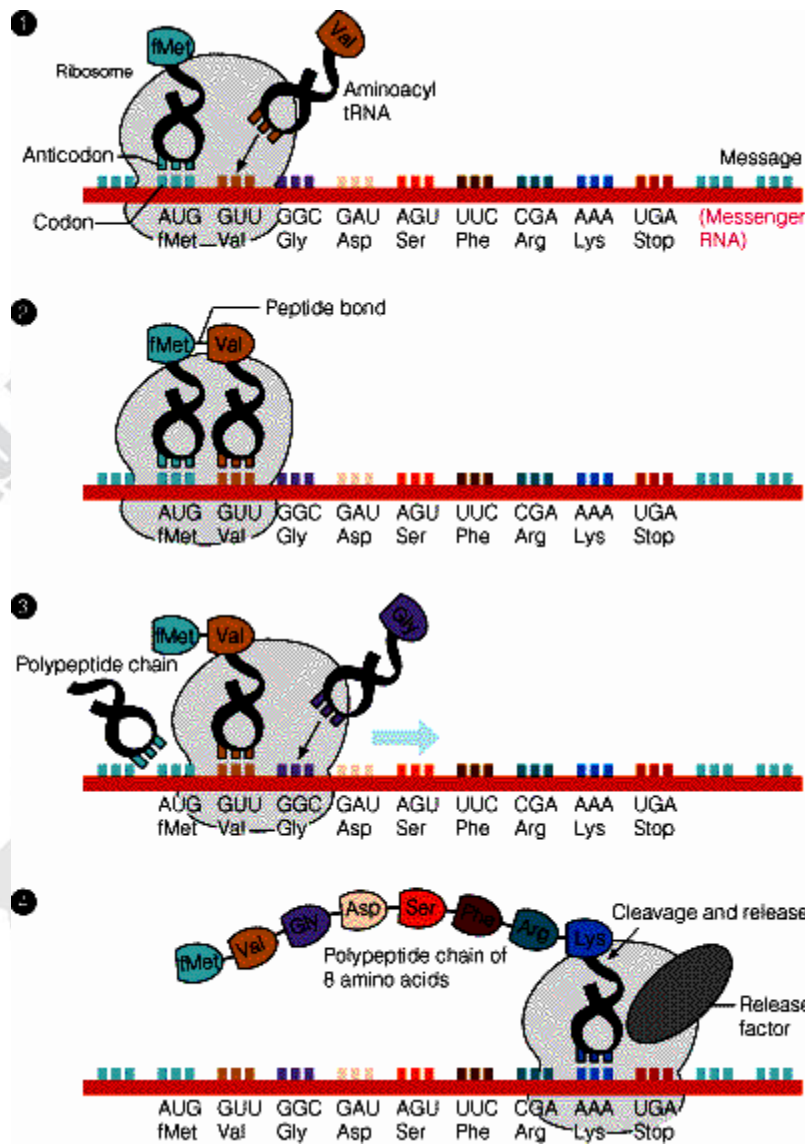 1
fMet
Val
Ribosome
Aminoacyl
tRNA
Anticodon
Message
Codon
AUG GUU GGC GAU AGU UUC CGA AAA UGA (Messenger
fMet Val Gly Asp Ser Phe Arg Lys Stop RNA)
2
Peptide bond
fMet Val
AUG GUU GGC GAU AGU UUC CGA AAA UGA
fMet Val Gly Asp Ser Phe Arg Lys Stop
3
fMet Val
Gly
Polypeptide chain
AUG GUU GGC GAU AGU UUC CGA AAA UGA
fMet Val Gly Asp Ser Phe Arg Lys Stop
4
fMet Val Gly Asp Ser Phe Arg Lys
Cleavage and release
Polypeptide chain of
8 amino acids
Release
factor
AUG GUU GGC GAU AGU UUC CGA AAA UGA
fMet Val Gly Asp Ser Phe Arg Lys Stop